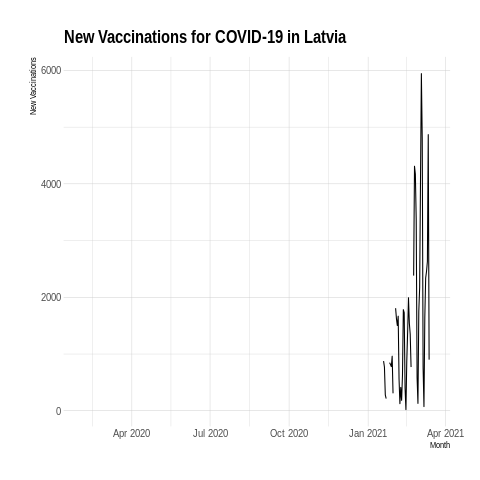 New Vaccinations for COVID-19 in Latvia
New Vaccinations
6000
4000
2000
0
Apr 2020
Jul 2020
Oct 2020
Jan 2021
Apr 2021
Month